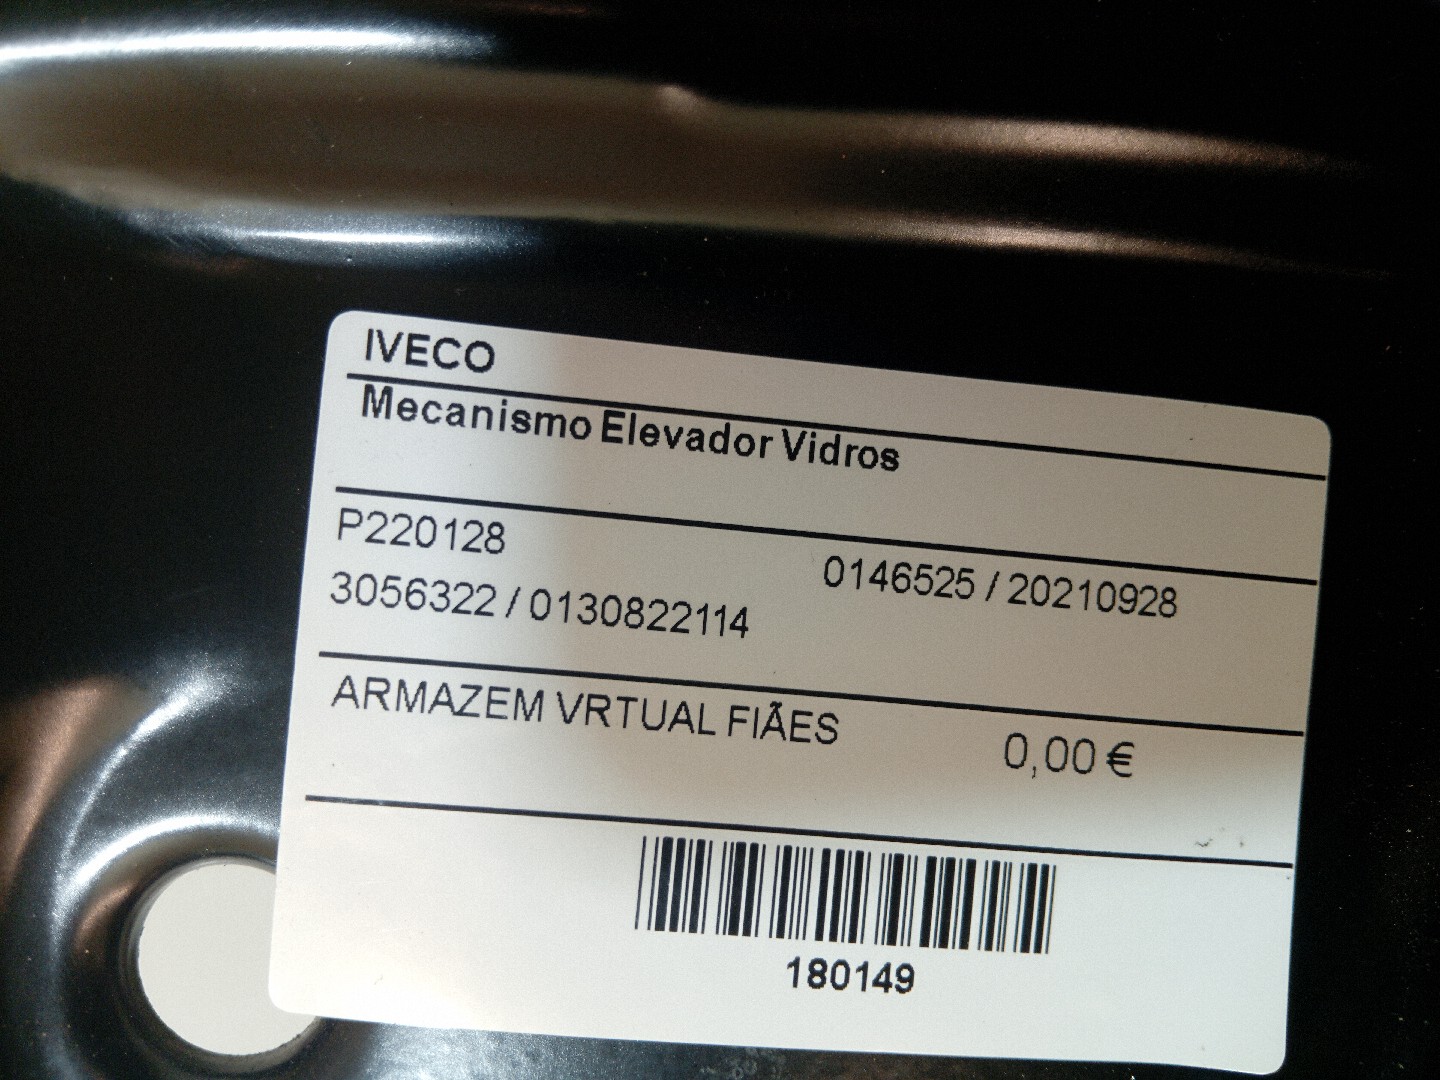 IVECO
Mecanismo Elevador Vidros
P220128
0146525 / 20210928
3056322 / 0130822114
ARMAZEM VRTUAL FIÃES
0,00 €
180149